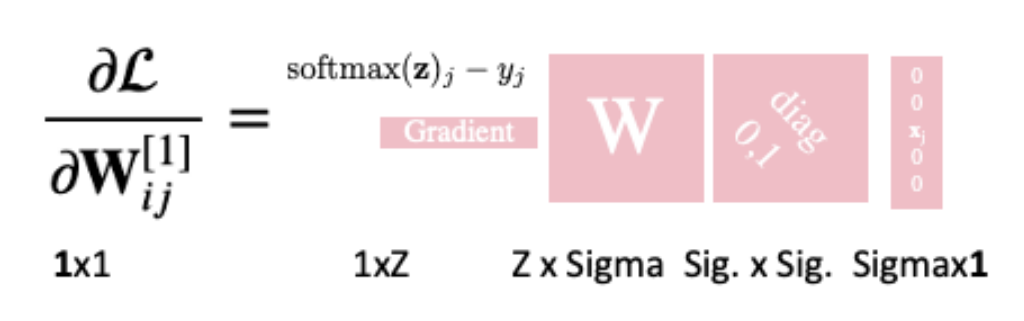 ∂ℒ / ∂W[1]ij =
softmax(z)j − yj
Gradient
W
diag
0,1
0
0
xj
0
0
1x1
1xZ
Z x Sigma
Sig. x Sig.
Sigmax1